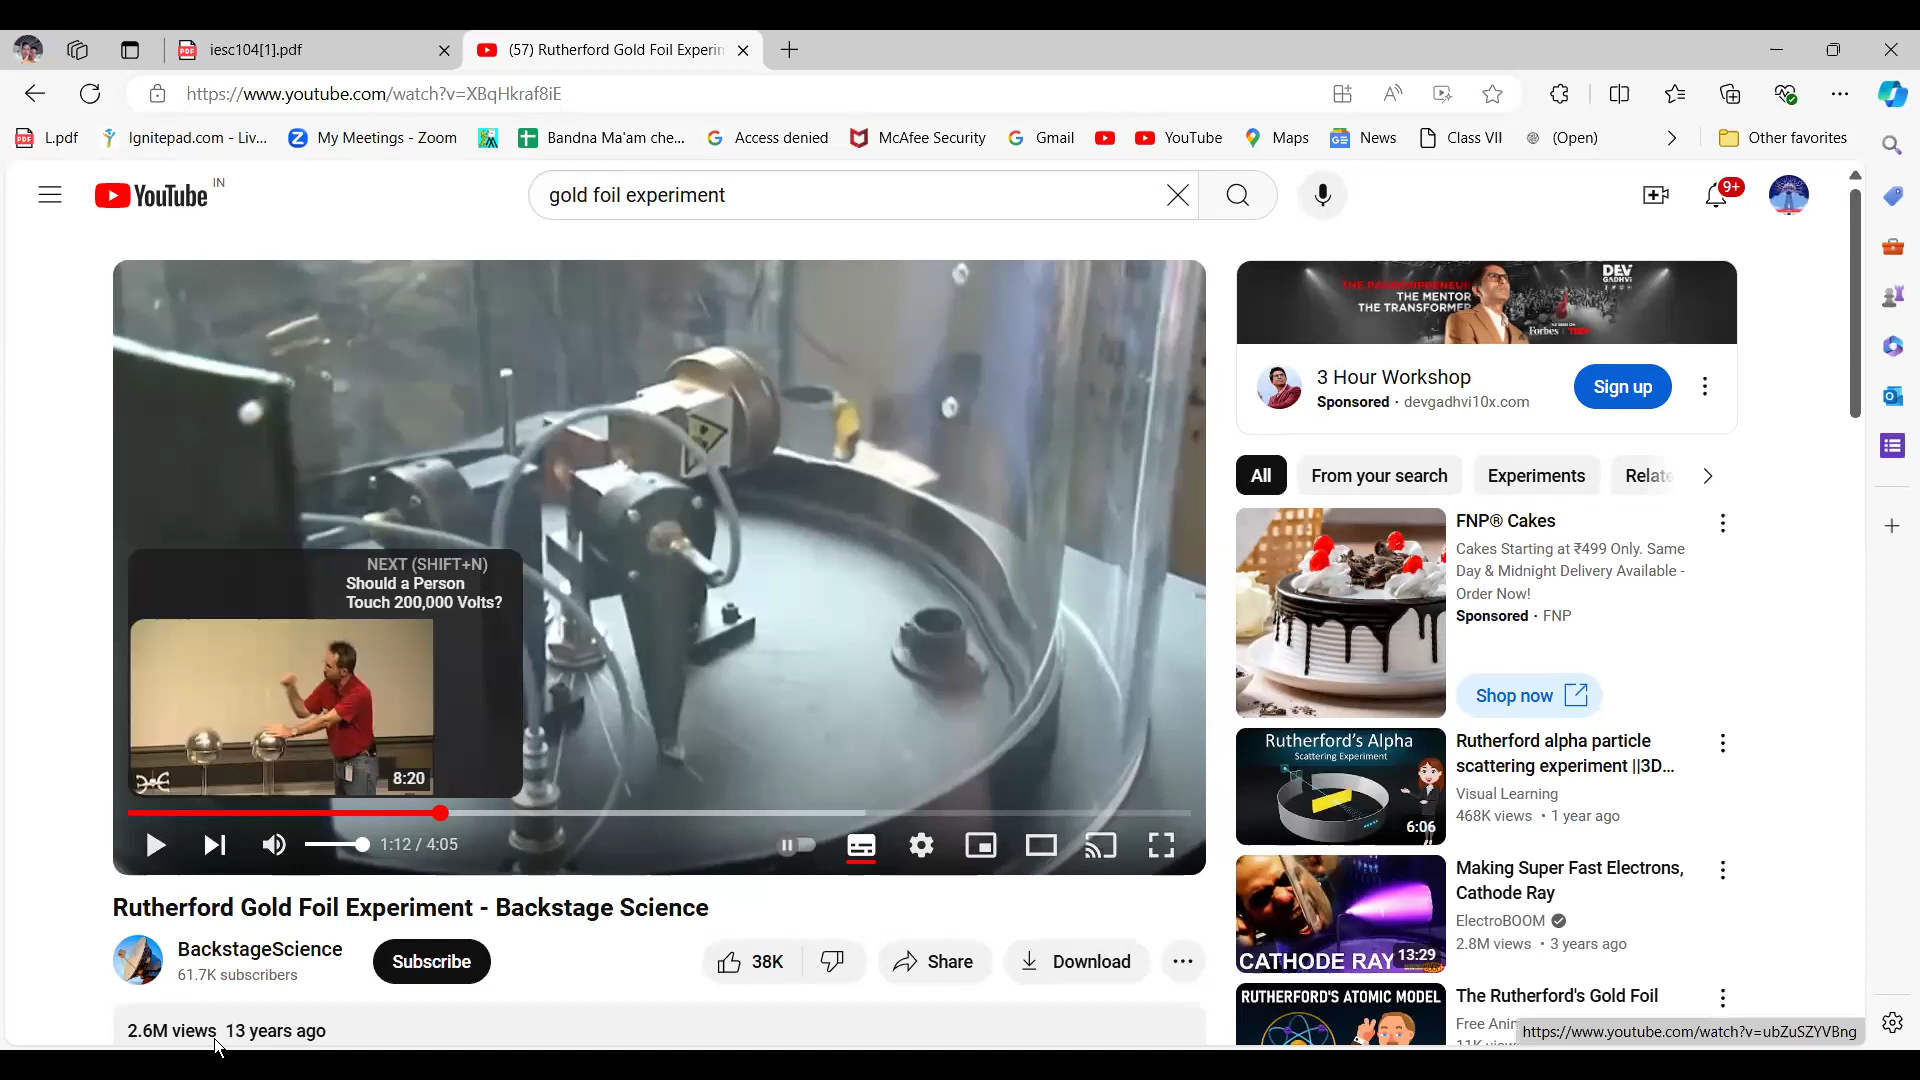 iesc104[1].pdf
(57) Rutherford Gold Foil Experin
https://www.youtube.com/watch?v=XBqHkraf8iE
L.pdf
Ignitepad.com - Liv...
My Meetings - Zoom
Bandna Ma'am che...
Access denied
McAfee Security
Gmail
YouTube
Maps
News
Class VII
(Open)
Other favorites
YouTube IN
gold foil experiment
9+
THE PASSIONPRENEUR
THE MENTOR
THE TRANSFORMER
DEV
GADHVI
Forbes
3 Hour Workshop
Sponsored · devgadhvi10x.com
Sign up
All
From your search
Experiments
Relate
NEXT (SHIFT+N)
Should a Person
Touch 200,000 Volts?
8:20
1:12 / 4:05
FNP® Cakes
Cakes Starting at ₹499 Only. Same
Day & Midnight Delivery Available -
Order Now!
Sponsored · FNP
Shop now
Rutherford's Alpha
Scattering Experiment
6:06
Rutherford alpha particle
scattering experiment ||3D...
Visual Learning
468K views • 1 year ago
CATHODE RAY
13:29
Making Super Fast Electrons,
Cathode Ray
ElectroBOOM
2.8M views • 3 years ago
RUTHERFORD'S ATOMIC MODEL
The Rutherford's Gold Foil
Free Anim
https://www.youtube.com/watch?v=ubZuSZYVBng
Rutherford Gold Foil Experiment - Backstage Science
BackstageScience
61.7K subscribers
Subscribe
38K
Share
Download
2.6M views 13 years ago